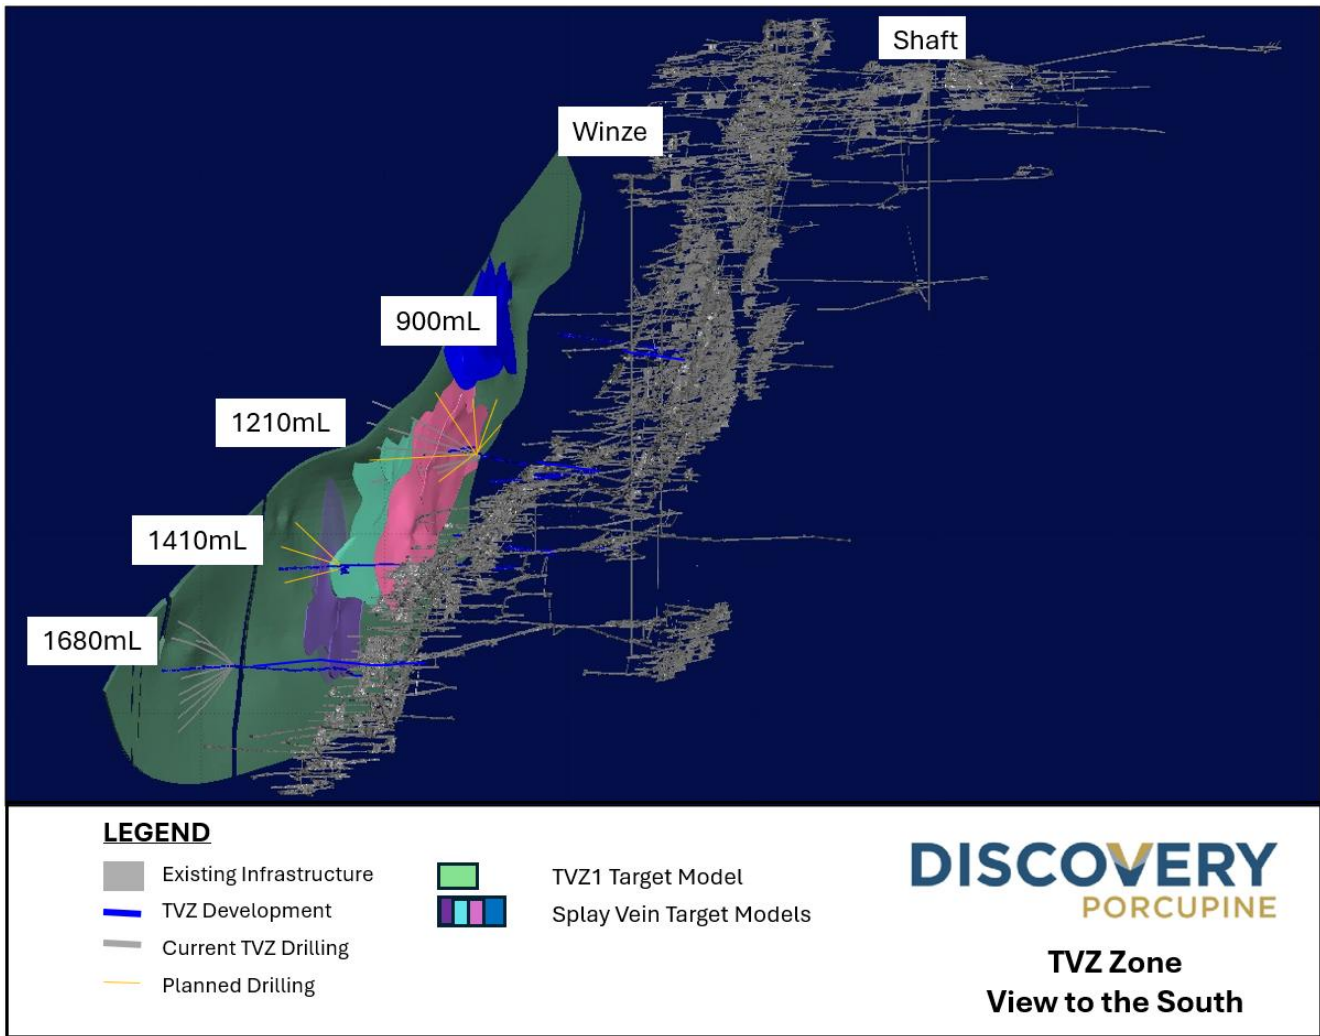 Shaft
Winze
900mL
1210mL
1410mL
1680mL
LEGEND
Existing Infrastructure
TVZ Development
Current TVZ Drilling
Planned Drilling
TVZ1 Target Model
Splay Vein Target Models
DISCOVERY
PORCUPINE
TVZ Zone
View to the South